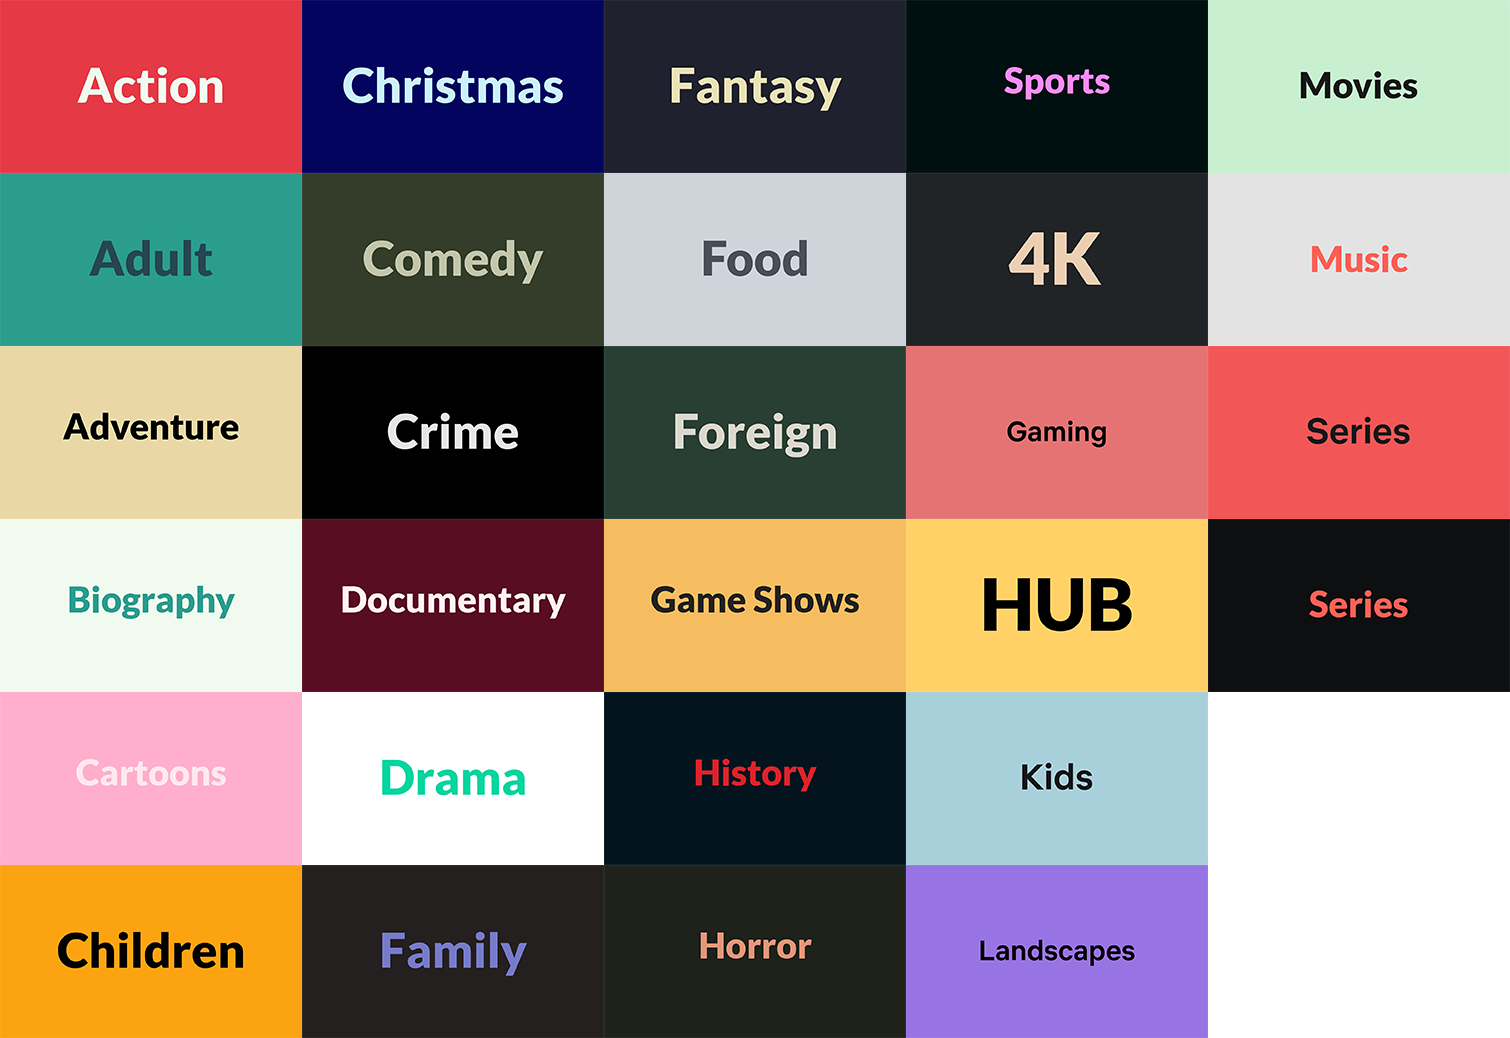 Action
Christmas
Fantasy
Sports
Movies
Adult
Comedy
Food
4K
Music
Adventure
Crime
Foreign
Gaming
Series
Biography
Documentary
Game Shows
HUB
Series
Cartoons
Drama
History
Kids
Children
Family
Horror
Landscapes